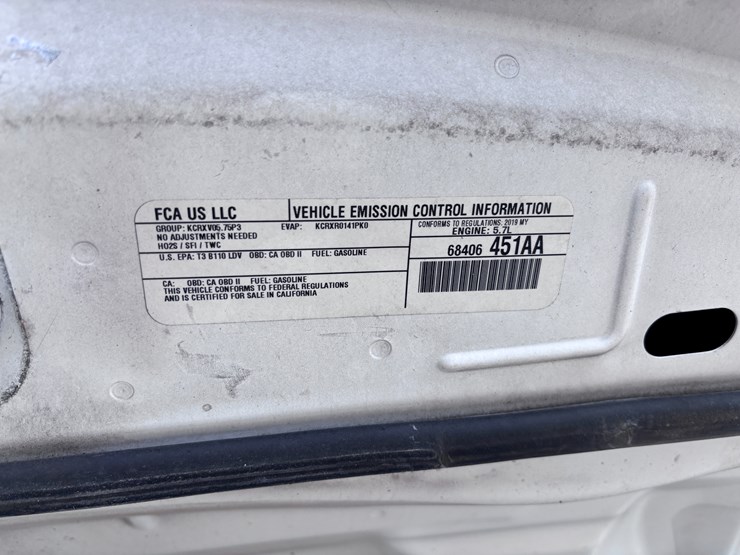 FCA US LLC
VEHICLE EMISSION CONTROL INFORMATION
GROUP: KCRXV05.75P3 EVAP: KCRXR0141PK0
NO ADJUSTMENTS NEEDED
HO2S / SFI / TWC
CONFORMS TO REGULATIONS: 2019 MY
ENGINE: 5.7L
68406 451AA
U.S. EPA: T3 B110 LDV OBD: CA OBD II FUEL: GASOLINE
CA: OBD: CA OBD II FUEL: GASOLINE
THIS VEHICLE CONFORMS TO FEDERAL REGULATIONS
AND IS CERTIFIED FOR SALE IN CALIFORNIA